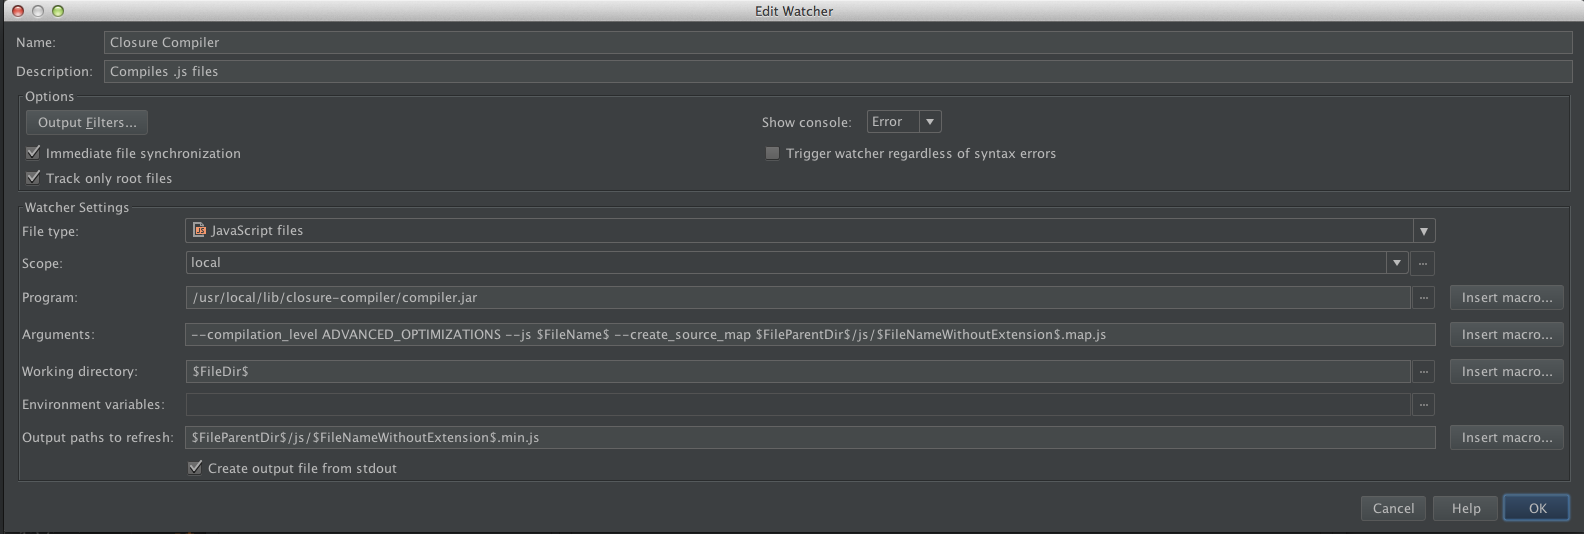 Edit Watcher
Name: Closure Compiler
Description: Compiles .js files
Options
Output Filters... Show console: Error
Immediate file synchronization Trigger watcher regardless of syntax errors
Track only root files
Watcher Settings
File type: JavaScript files
Scope: local ...
Program: /usr/local/lib/closure-compiler/compiler.jar ... Insert macro...
Arguments: --compilation_level ADVANCED_OPTIMIZATIONS --js $FileName$ --create_source_map $FileParentDir$/js/$FileNameWithoutExtension$.map.js Insert macro...
Working directory: $FileDir$ ... Insert macro...
Environment variables: ...
Output paths to refresh: $FileParentDir$/js/$FileNameWithoutExtension$.min.js Insert macro...
Create output file from stdout
Cancel Help OK